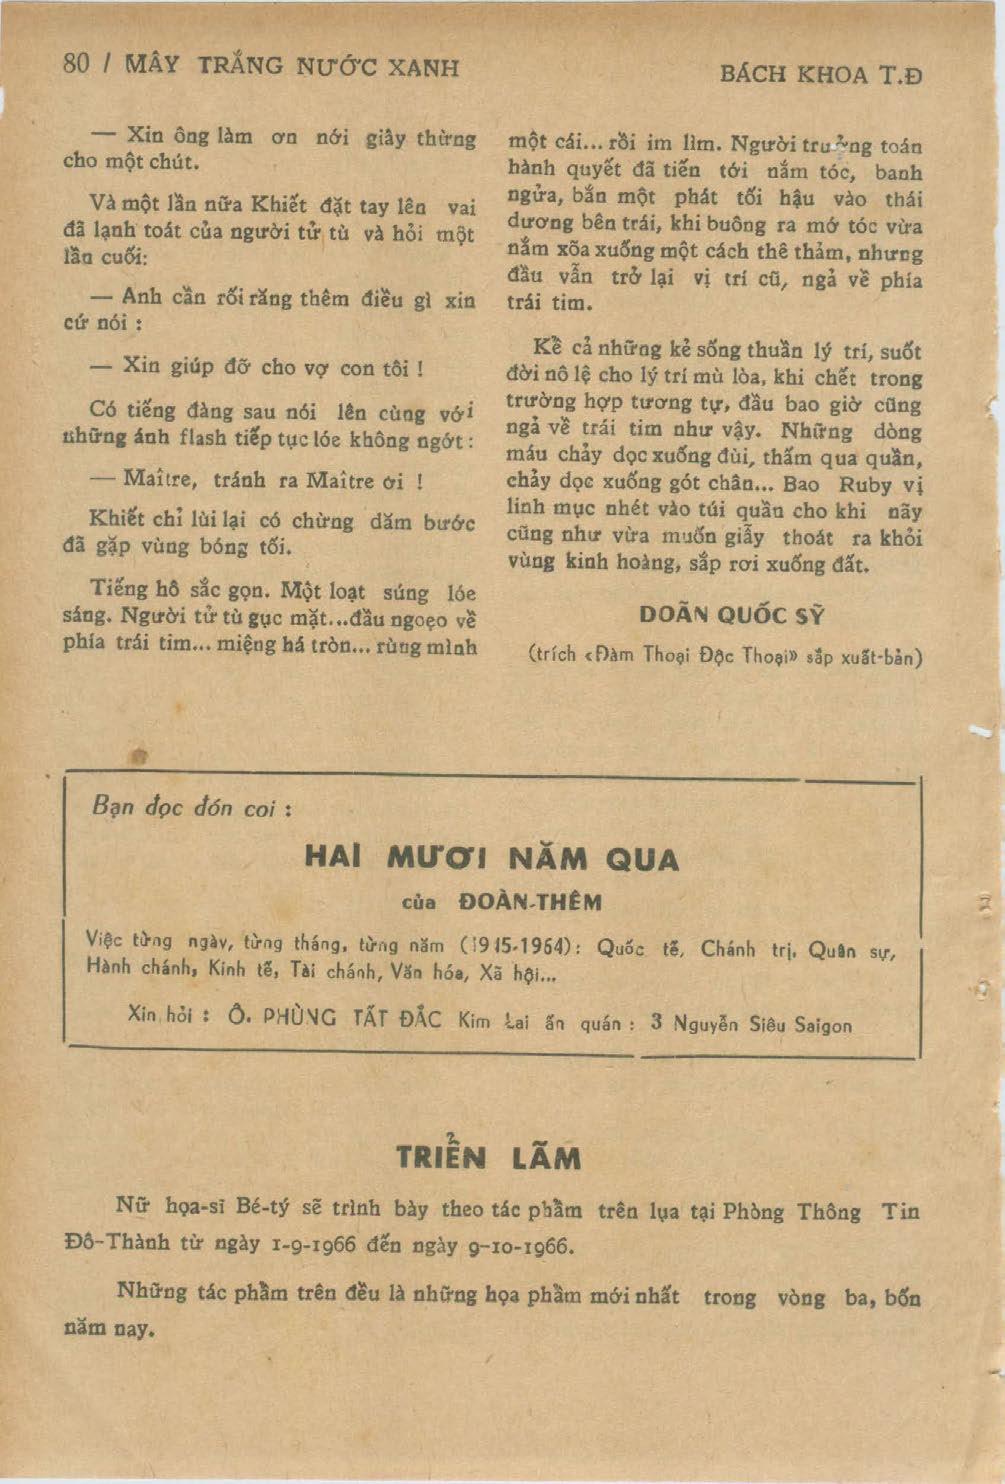 80 / MÂY TRẮNG NƯỚC XANH
BÁCH KHOA T.Đ
— Xin ông làm ơn nới giây thừng
cho một chút.
Và một lần nữa Khiết đặt tay lên vai
đã lạnh toát của người tử tù và hỏi một
lần cuối:
— Anh cần rối răng thêm điều gì xin
cứ nói :
— Xin giúp đỡ cho vợ con tôi !
Có tiếng đàng sau nói lên cùng với
những ánh flash tiếp tục lóe không ngớt :
— Maître, tránh ra Maître ơi !
Khiết chỉ lùi lại có chừng dăm bước
đã gặp vùng bóng tối.
Tiếng hô sắc gọn. Một loạt súng lóe
sáng. Người tử tù gục mặt...đầu ngoẹo về
phía trái tim... miệng há tròn... rùng mình
một cái... rồi im lìm. Người trưởng toán
hành quyết đã tiến tới nắm tóc, banh
ngửa, bắn một phát tối hậu vào thái
dương bên trái, khi buông ra mớ tóc vừa
nắm xõa xuống một cách thê thảm, nhưng
đầu vẫn trở lại vị trí cũ, ngả về phía
trái tim.
Kể cả những kẻ sống thuần lý trí, suốt
đời nô lệ cho lý trí mù lòa, khi chết trong
trường hợp tương tự, đầu bao giờ cũng
ngả về trái tim như vậy. Những dòng
máu chảy dọc xuống đùi, thấm qua quần,
chảy dọc xuống gót chân... Bao Ruby vị
linh mục nhét vào túi quần cho khi nãy
cũng như vừa muốn giẫy thoát ra khỏi
vùng kinh hoàng, sắp rơi xuống đất.
DOÃN QUỐC SỸ
(trích «Đàm Thoại Độc Thoại» sắp xuất-bản)
Bạn đọc đón coi :
HAI MƯƠI NĂM QUA
của ĐOÀN-THÊM
Việc từng ngày, từng tháng, từng năm (1945-1964): Quốc tế, Chánh trị, Quân sự,
Hành chánh, Kinh tế, Tài chánh, Văn hóa, Xã hội...
Xin hỏi : Ô. PHÙNG TẤT ĐẮC Kim Lai ấn quán : 3 Nguyễn Siêu Saigon
TRIỂN LÃM
Nữ họa-sĩ Bé-tý sẽ trình bày theo tác phẩm trên lụa tại Phòng Thông Tin
Đô-Thành từ ngày 1-9-1966 đến ngày 9-10-1966.
Những tác phẩm trên đều là những họa phẩm mới nhất trong vòng ba, bốn
năm nay.